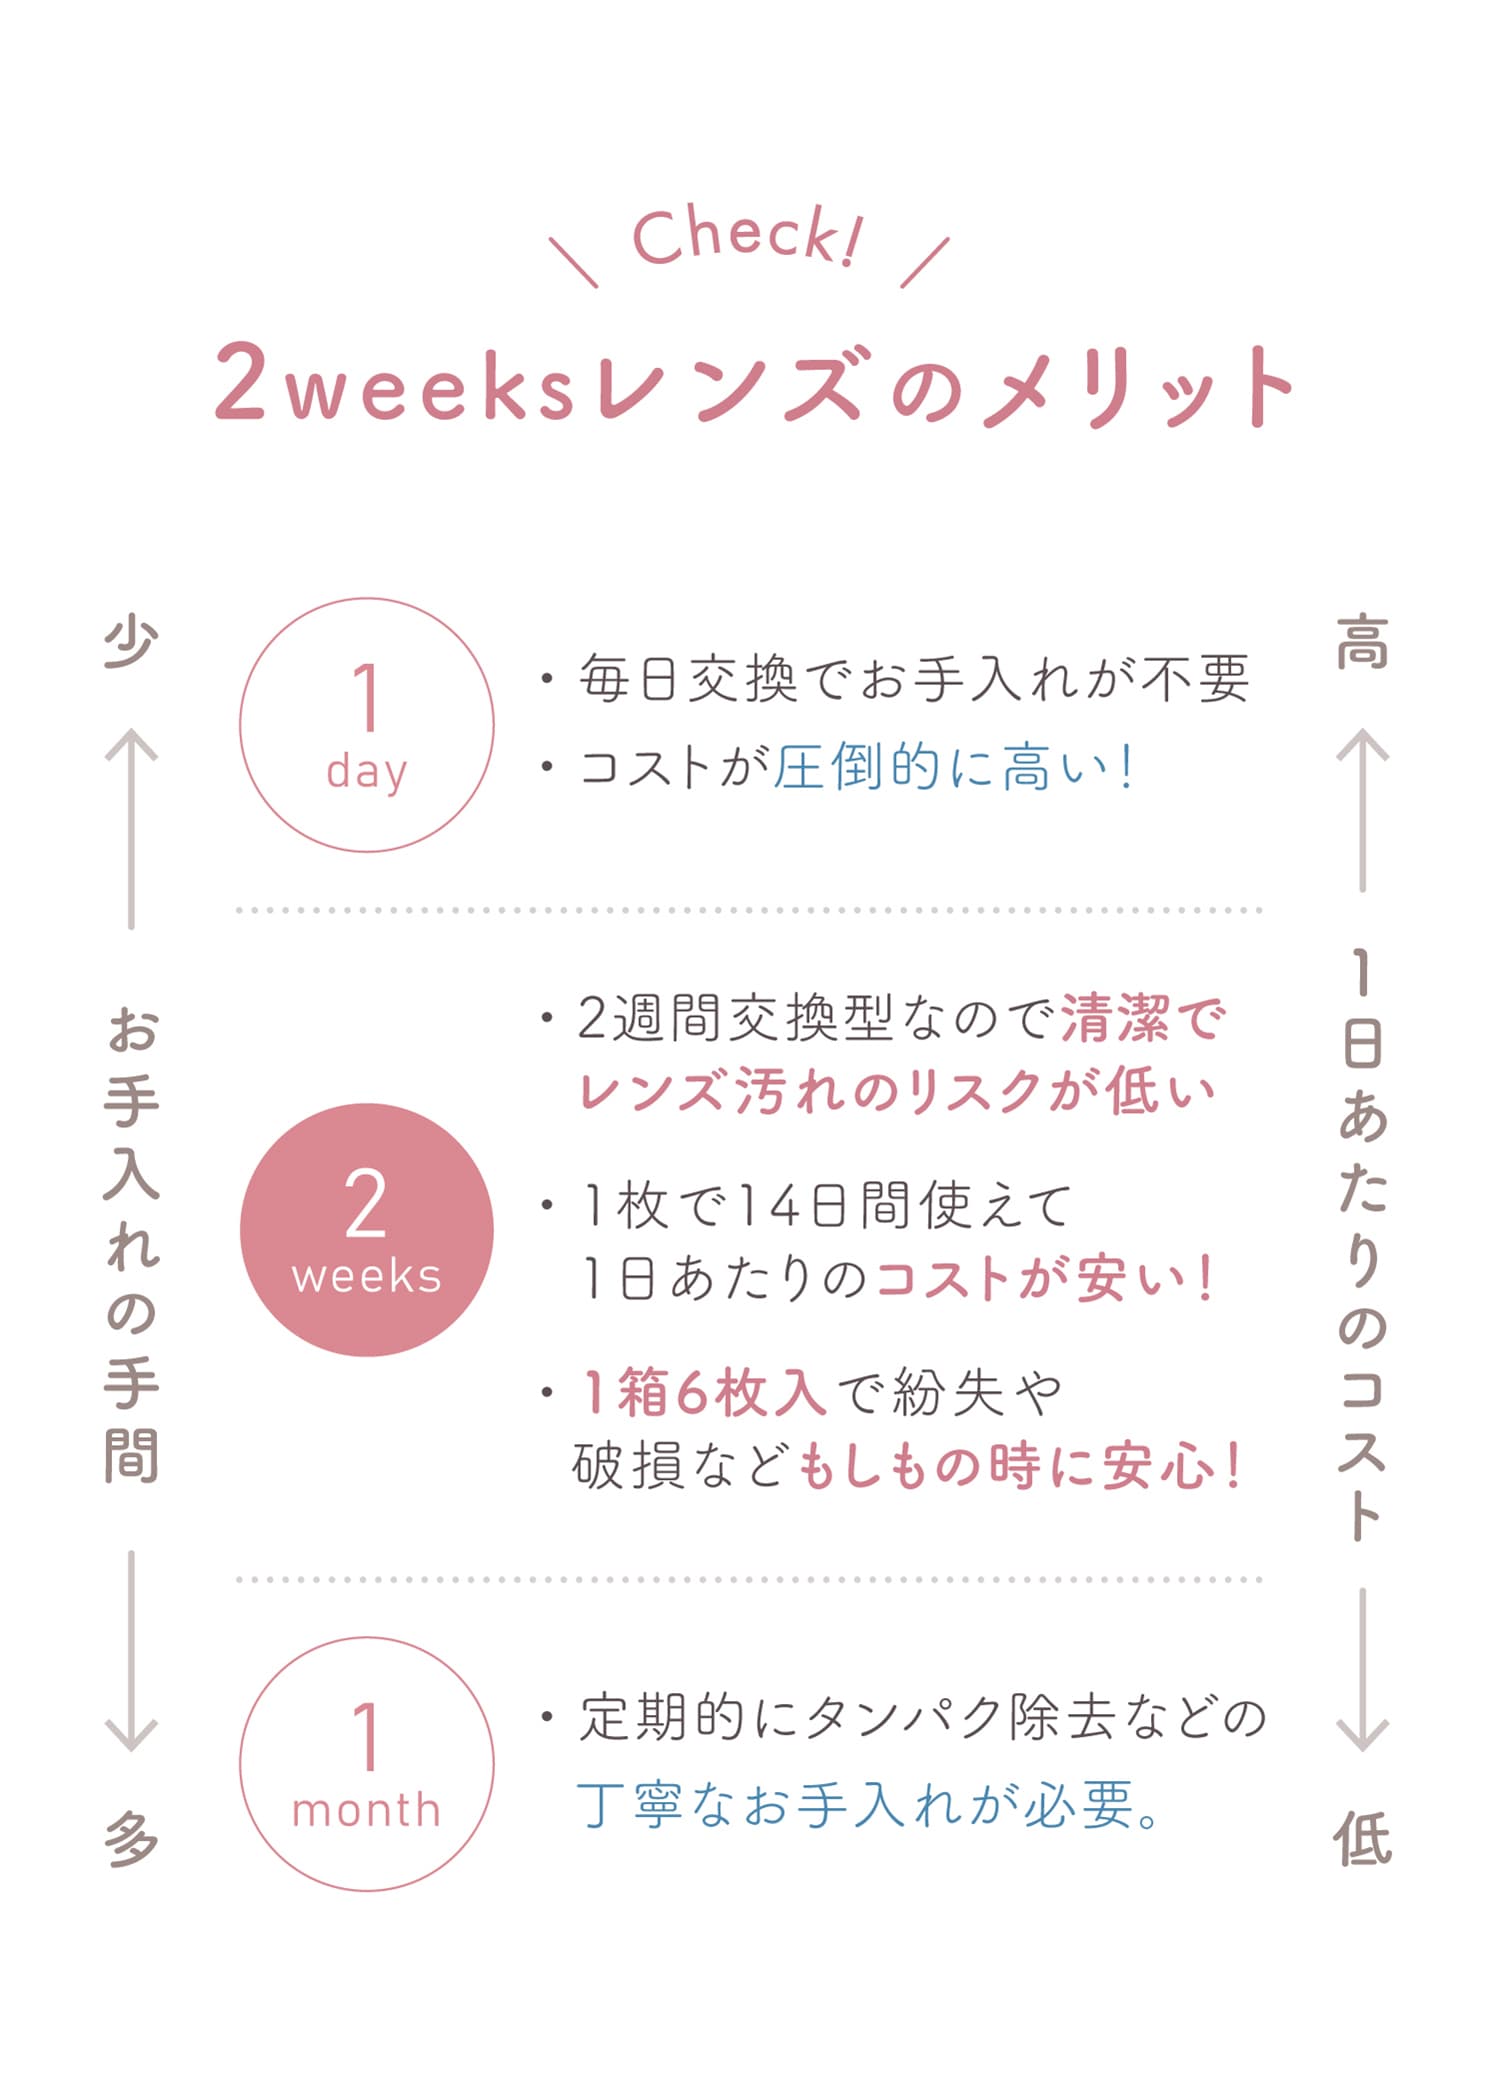 Check!
2weeksレンズのメリット
少
お手入れの手間
多
1
day
・毎日交換でお手入れが不要
・コストが圧倒的に高い！
2
weeks
・2週間交換型なので清潔で
レンズ汚れのリスクが低い
・1枚で14日間使えて
1日あたりのコストが安い！
・1箱6枚入で紛失や
破損などもしもの時に安心！
1
month
・定期的にタンパク除去などの
丁寧なお手入れが必要。
高
1日あたりのコスト
低